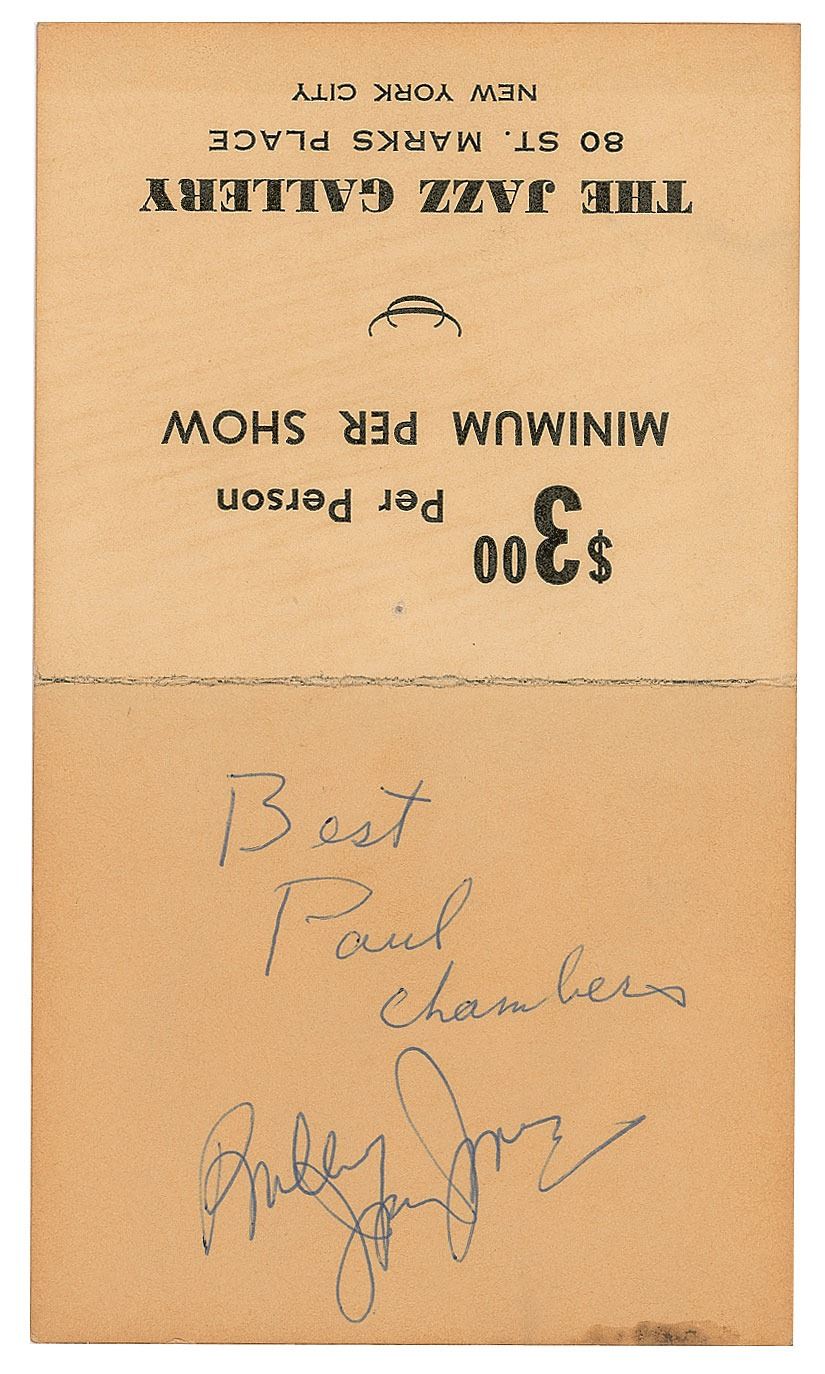 $3.00 Per Person
MINIMUM PER SHOW
THE JAZZ GALLERY
80 ST. MARKS PLACE
NEW YORK CITY
Best
Paul
Chambers